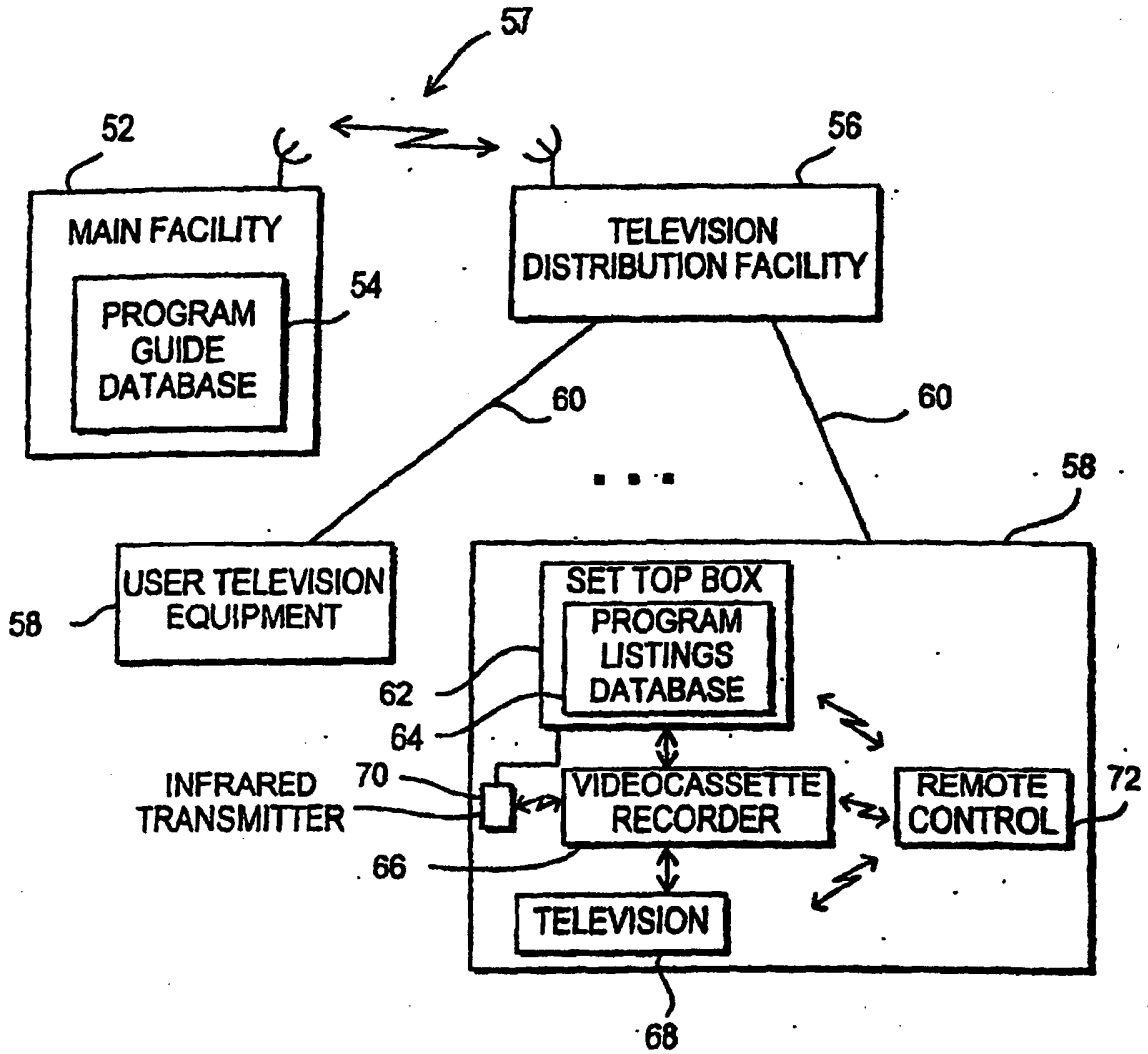 57
52
56
MAIN FACILITY
TELEVISION
DISTRIBUTION FACILITY
54
PROGRAM
GUIDE
DATABASE
60
60
58
USER TELEVISION
EQUIPMENT
58
SET TOP BOX
PROGRAM
LISTINGS
DATABASE
62
64
70
INFRARED
TRANSMITTER
VIDEOCASSETTE
RECORDER
REMOTE
CONTROL
72
66
TELEVISION
68